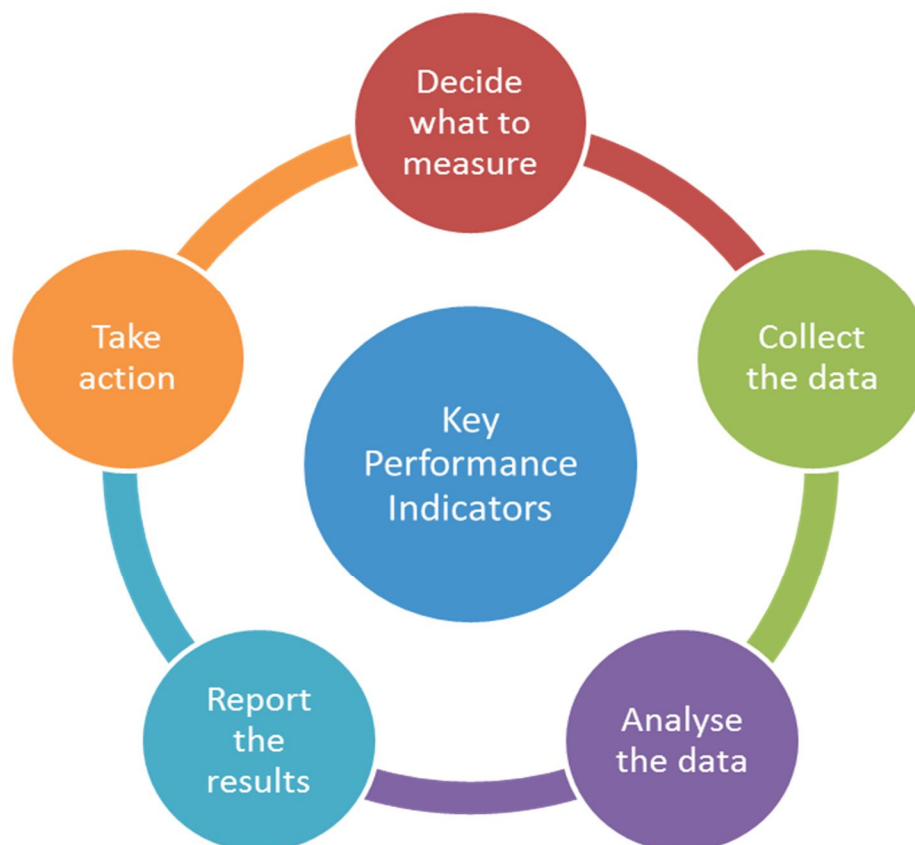 Decide
what to
measure
Collect
the data
Analyse
the data
Report
the
results
Take
action
Key
Performance
Indicators